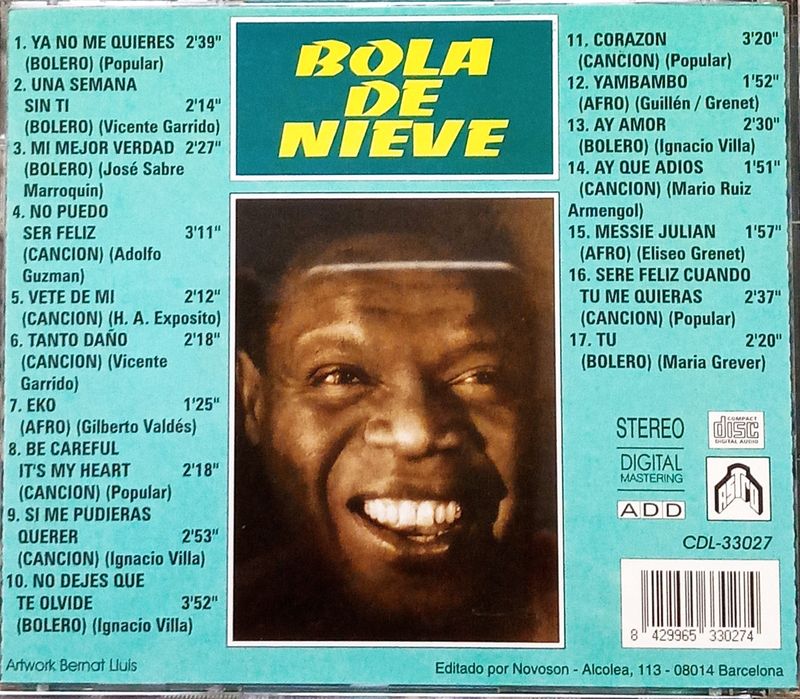 1. YA NO ME QUIERES 2'39"
(BOLERO) (Popular)
2. UNA SEMANA
SIN TI 2'14"
(BOLERO) (Vicente Garrido)
3. MI MEJOR VERDAD 2'27"
(BOLERO) (José Sabre
Marroquin)
4. NO PUEDO
SER FELIZ 3'11"
(CANCION) (Adolfo
Guzman)
5. VETE DE MI 2'12"
(CANCION) (H. A. Exposito)
6. TANTO DAÑO 2'18"
(CANCION) (Vicente
Garrido)
7. EKO 1'25"
(AFRO) (Gilberto Valdés)
8. BE CAREFUL
IT'S MY HEART 2'18"
(CANCION) (Popular)
9. SI ME PUDIERAS
QUERER 2'53"
(CANCION) (Ignacio Villa)
10. NO DEJES QUE
TE OLVIDE 3'52"
(BOLERO) (Ignacio Villa)
Artwork Bernat Lluis
BOLA
DE
NIEVE
11. CORAZON 3'20"
(CANCION) (Popular)
12. YAMBAMBO 1'52"
(AFRO) (Guillén / Grenet)
13. AY AMOR 2'30"
(BOLERO) (Ignacio Villa)
14. AY QUE ADIOS 1'51"
(CANCION) (Mario Ruiz
Armengol)
15. MESSIE JULIAN 1'57"
(AFRO) (Eliseo Grenet)
16. SERE FELIZ CUANDO
TU ME QUIERAS 2'37"
(CANCION) (Popular)
17. TU 2'20"
(BOLERO) (Maria Grever)
STEREO
DIGITAL
MASTERING
ADD
COMPACT
disc
DIGITAL AUDIO
CDL-33027
8 429965 330274
Editado por Novoson - Alcolea, 113 - 08014 Barcelona